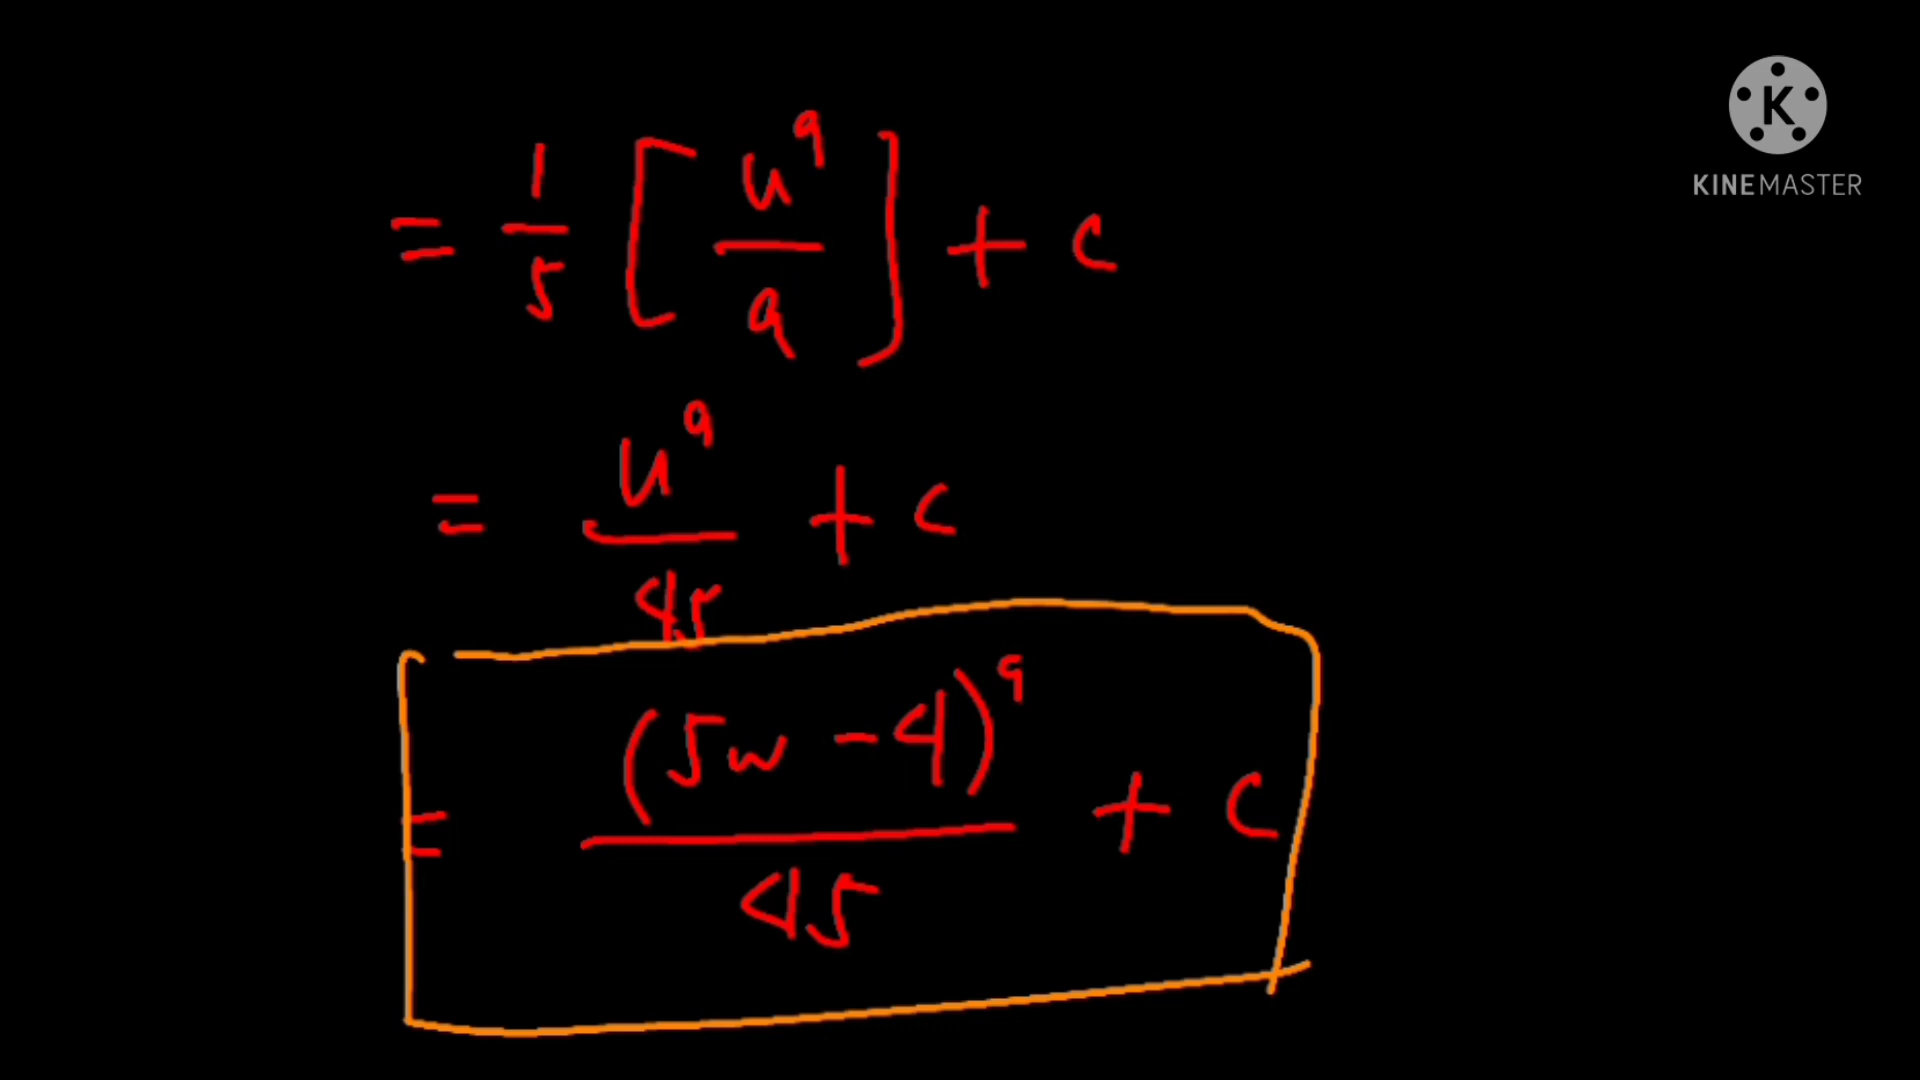 = 1/5 [u^9/9] + c
= u^9/45 + c
= (5w - 4)^9/45 + c
K
KINEMASTER